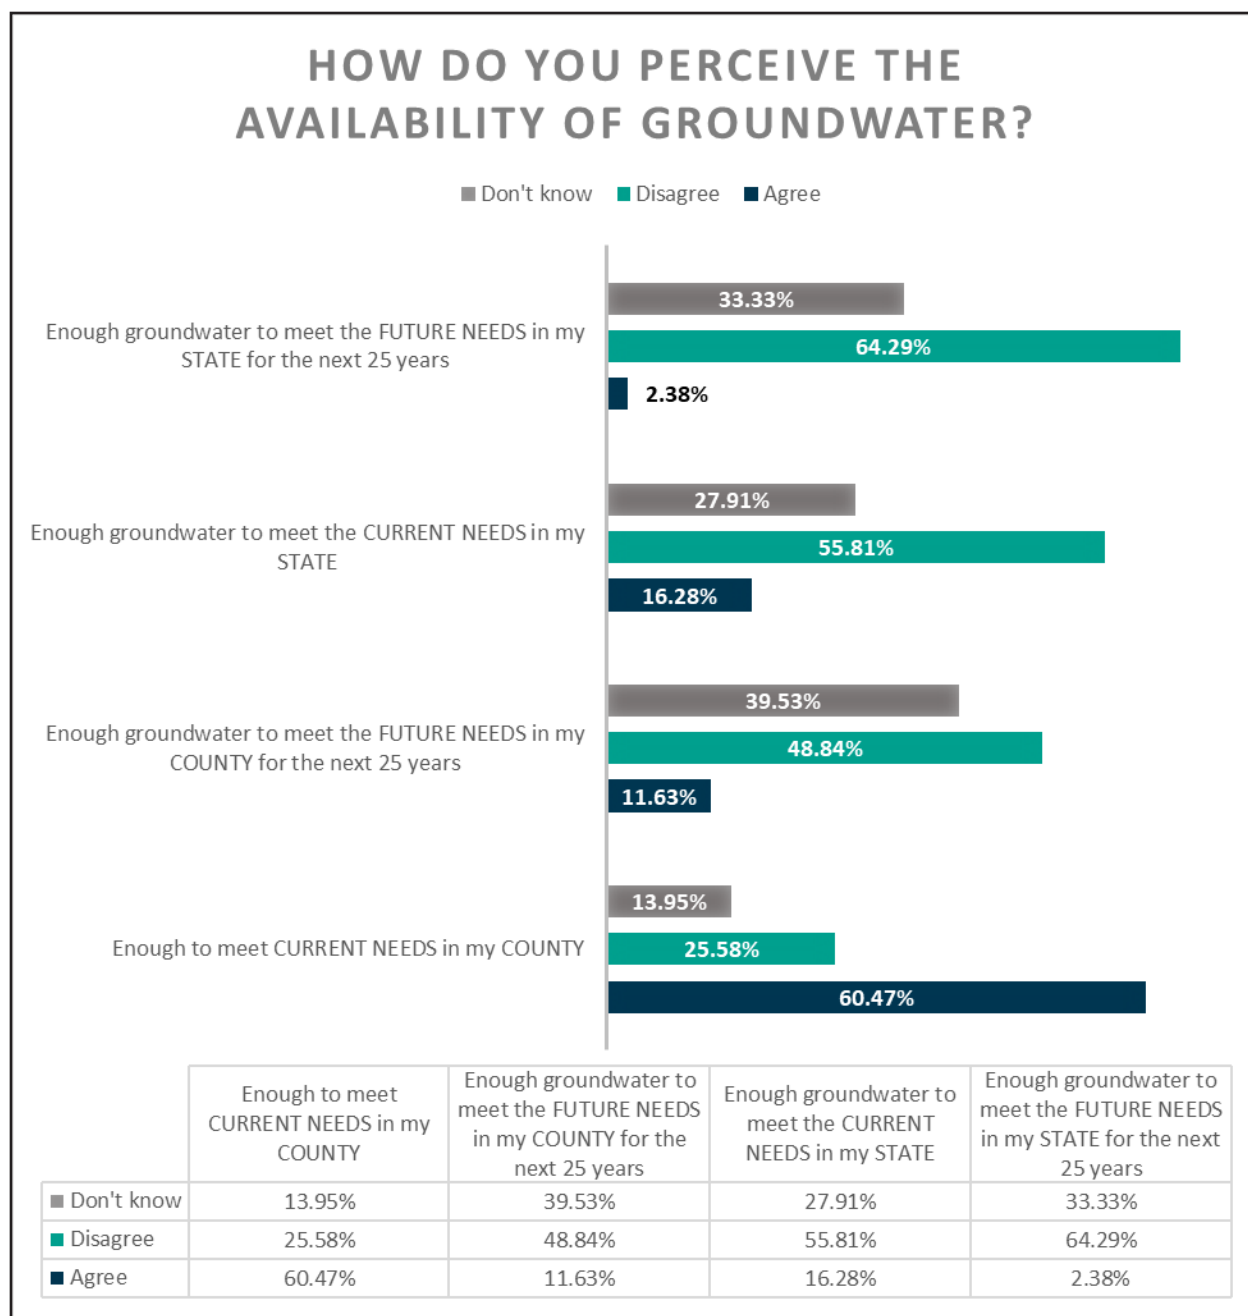 HOW DO YOU PERCEIVE THE
AVAILABILITY OF GROUNDWATER?
Don't know Disagree Agree
33.33%
Enough groundwater to meet the FUTURE NEEDS in my
STATE for the next 25 years
64.29%
2.38%
27.91%
Enough groundwater to meet the CURRENT NEEDS in my
STATE
55.81%
16.28%
39.53%
Enough groundwater to meet the FUTURE NEEDS in my
COUNTY for the next 25 years
48.84%
11.63%
13.95%
Enough to meet CURRENT NEEDS in my COUNTY
25.58%
60.47%
Enough to meet
CURRENT NEEDS in my
COUNTY
Enough groundwater to
meet the FUTURE NEEDS
in my COUNTY for the
next 25 years
Enough groundwater to
meet the CURRENT
NEEDS in my STATE
Enough groundwater to
meet the FUTURE NEEDS
in my STATE for the next
25 years
Don't know 13.95% 39.53% 27.91% 33.33%
Disagree 25.58% 48.84% 55.81% 64.29%
Agree 60.47% 11.63% 16.28% 2.38%